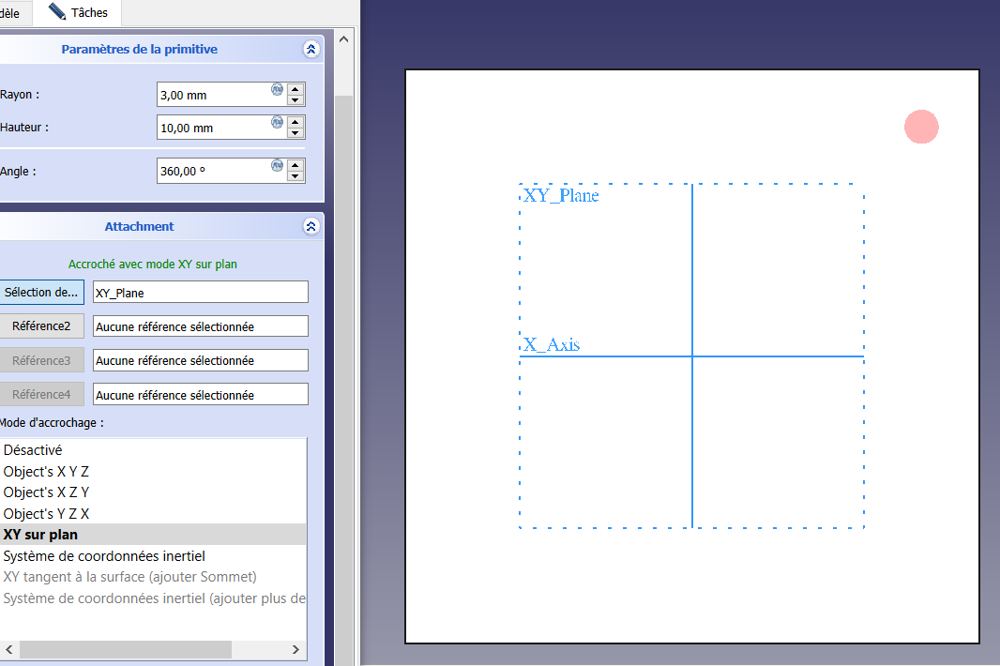 dèle
Tâches
Paramètres de la primitive
Rayon :
3,00 mm
Hauteur :
10,00 mm
Angle :
360,00 °
Attachment
Accroché avec mode XY sur plan
Sélection de...
XY_Plane
Référence2
Aucune référence sélectionnée
Référence3
Aucune référence sélectionnée
Référence4
Aucune référence sélectionnée
Mode d'accrochage :
Désactivé
Object's X Y Z
Object's X Z Y
Object's Y Z X
XY sur plan
Système de coordonnées inertiel
XY tangent à la surface (ajouter Sommet)
Système de coordonnées inertiel (ajouter plus de
XY_Plane
X_Axis